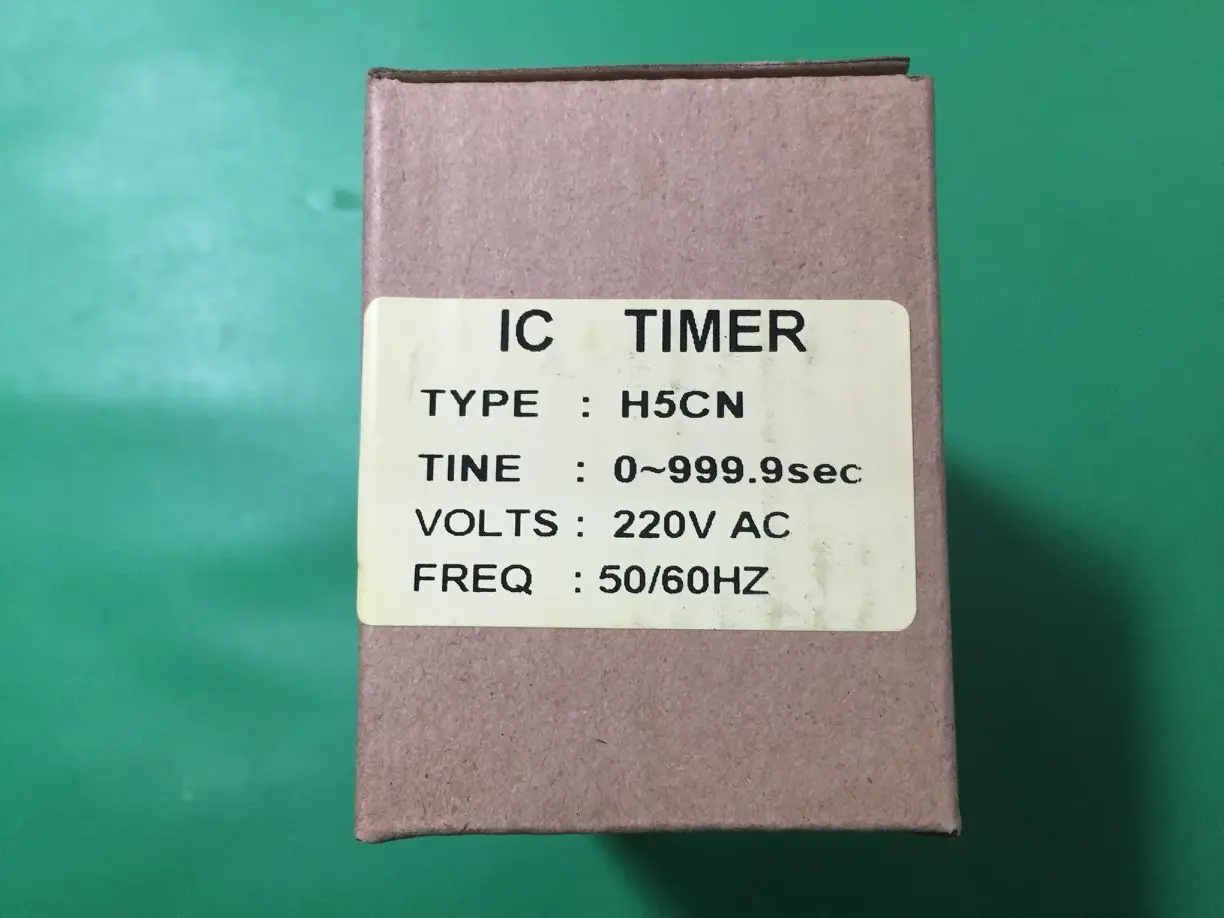 IC TIMER
TYPE : H5CN
TINE : 0~999.9sec
VOLTS : 220V AC
FREQ : 50/60HZ